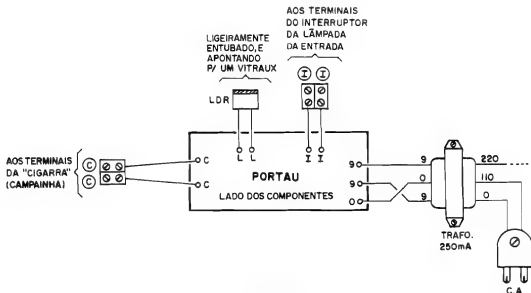 AOS TERMINAIS
DO INTERRUPTOR
DA LÂMPADA
DA ENTRADA
LIGEIRAMENTE
ENTUBADO, E
APONTANDO
P/ UM VITRAUX
LDR
I I
L L I I
AOS TERMINAIS
DA "CIGARRA"
(CAMPAINHA)
C
C
C
C
PORTAU
LADO DOS COMPONENTES
9
9
0
9
0
9
220
110
0
TRAFO.
250mA
C.A.